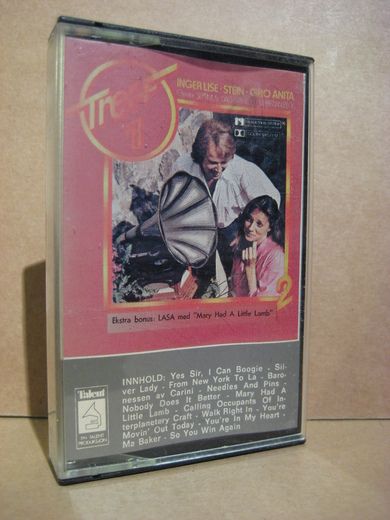 INGER LISE · STEIN · GRO ANITA
2
Ekstra bonus: LASA med "Mary Had A Little Lamb"
Talent
EN TALENT
PRODUKSJON
INNHOLD: Yes Sir, I Can Boogie - Sil-
ver Lady - From New York To La - Baro-
nessen av Carini - Needles And Pins -
Nobody Does It Better - Mary Had A
Little Lamb - Calling Occupants Of In-
terplanetary Craft - Walk Right In - You're
Movin' Out Today - You're In My Heart -
Ma Baker - So You Win Again